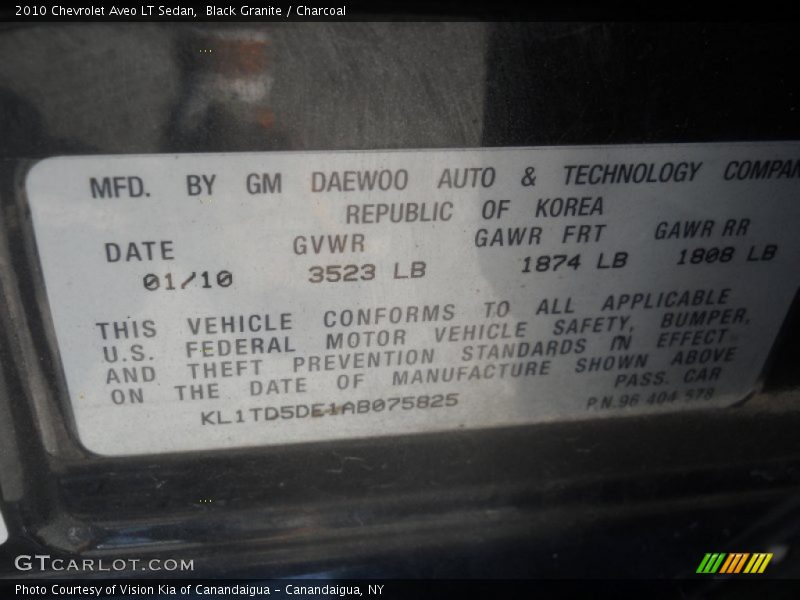 2010 Chevrolet Aveo LT Sedan, Black Granite / Charcoal
MFD. BY GM DAEWOO AUTO & TECHNOLOGY COMPAN
REPUBLIC OF KOREA
DATE GVWR GAWR FRT GAWR RR
01/10 3523 LB 1874 LB 1808 LB
THIS VEHICLE CONFORMS TO ALL APPLICABLE
U.S. FEDERAL MOTOR VEHICLE SAFETY, BUMPER,
AND THEFT PREVENTION STANDARDS IN EFFECT
ON THE DATE OF MANUFACTURE SHOWN ABOVE
PASS. CAR
KL1TD5DE1AB075825
P.N.96 404 578
GTCARLOT.COM
Photo Courtesy of Vision Kia of Canandaigua - Canandaigua, NY